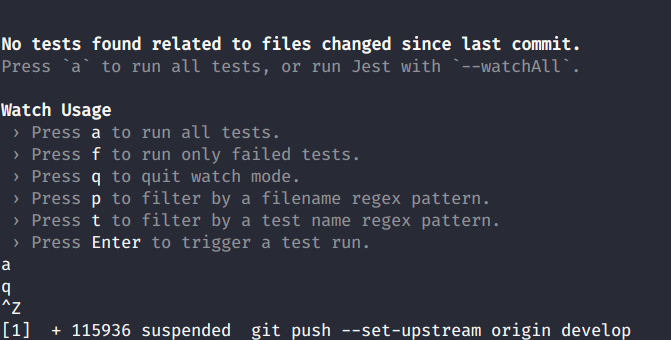 No tests found related to files changed since last commit.
Press `a` to run all tests, or run Jest with `--watchAll`.
Watch Usage
› Press a to run all tests.
› Press f to run only failed tests.
› Press q to quit watch mode.
› Press p to filter by a filename regex pattern.
› Press t to filter by a test name regex pattern.
› Press Enter to trigger a test run.
a
q
^Z
[1]  + 115936 suspended  git push --set-upstream origin develop